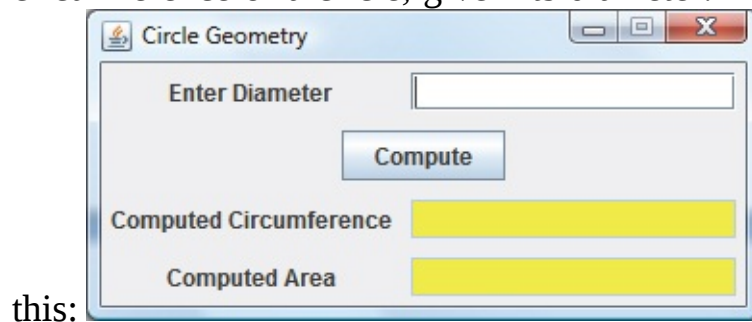 Circle Geometry
Enter Diameter
Compute
Computed Circumference
Computed Area
this: